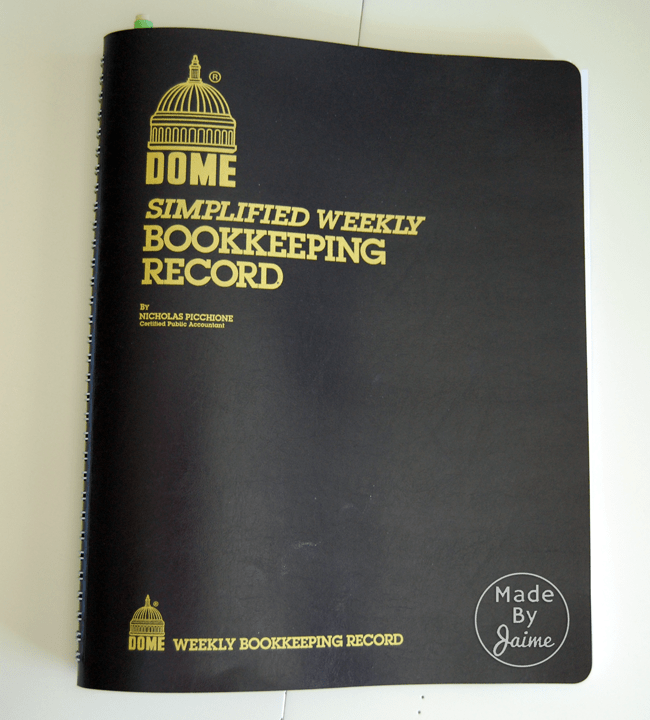 ®
DOME
SIMPLIFIED WEEKLY
BOOKKEEPING
RECORD
BY
NICHOLAS PICCHIONE
Certified Public Accountant
®
DOME WEEKLY BOOKKEEPING RECORD
Made
By
Jaime